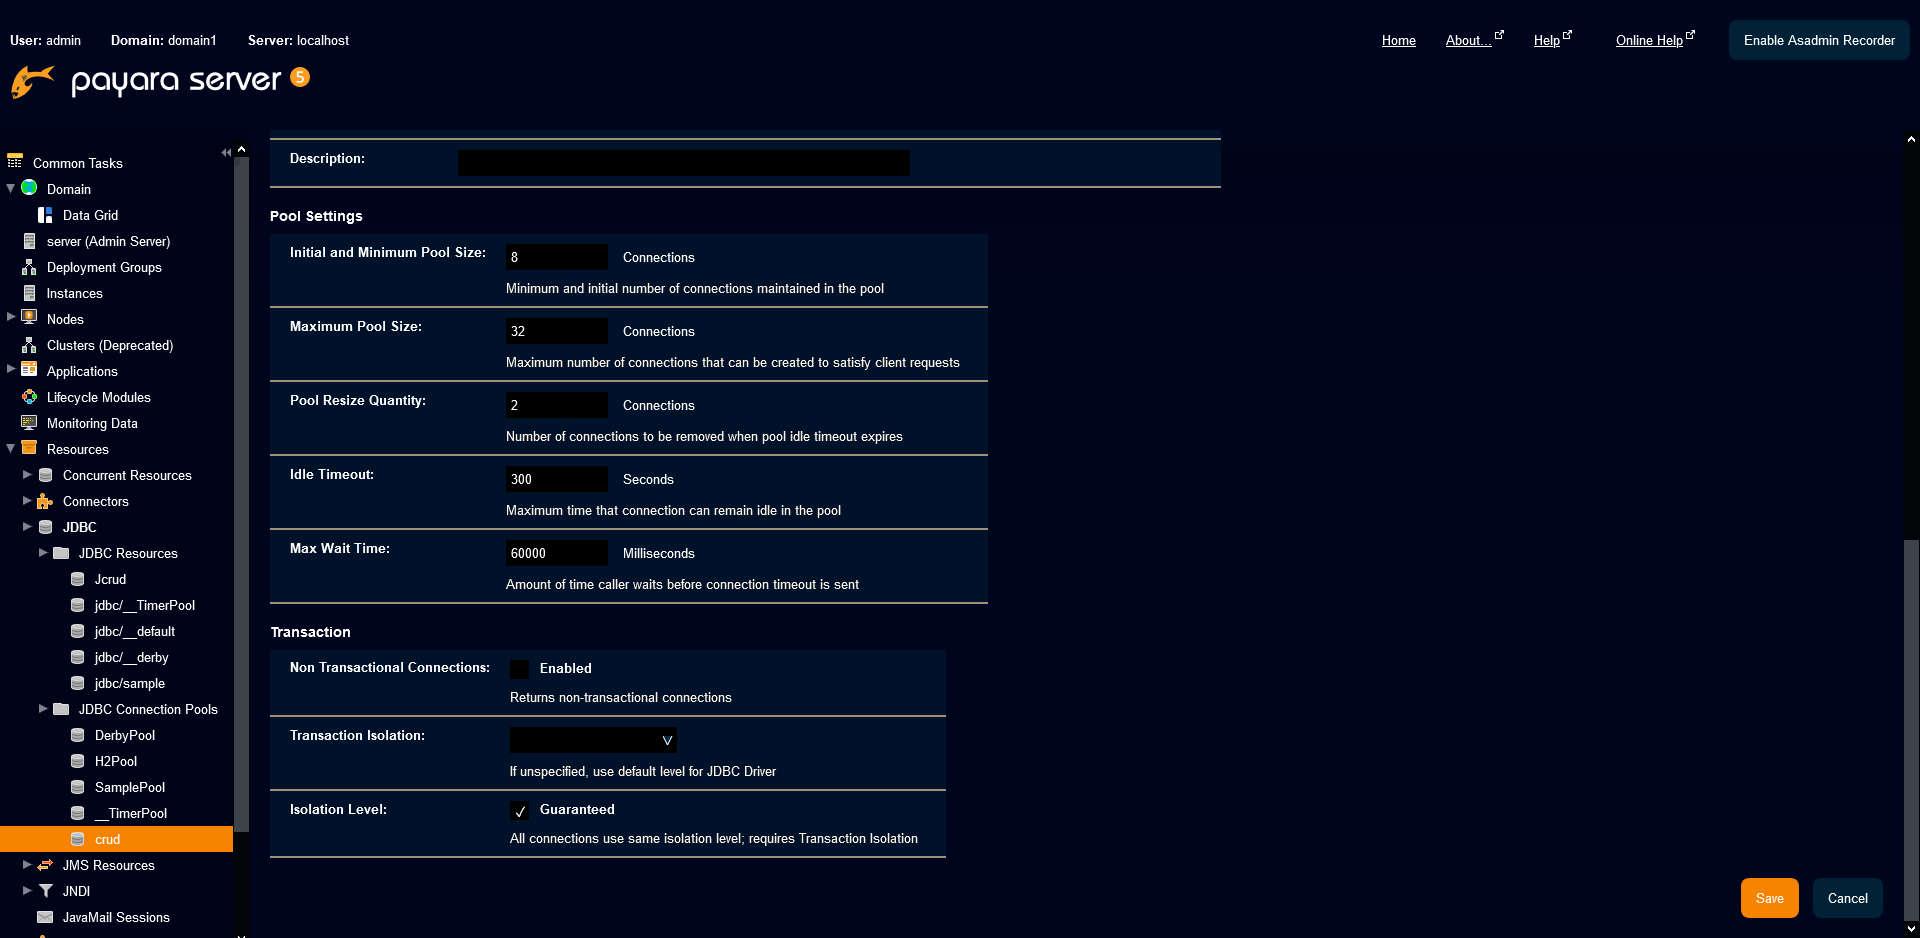 User: admin Domain: domain1 Server: localhost
Home About... Help Online Help Enable Asadmin Recorder
payara server 5
Common Tasks
Domain
Data Grid
server (Admin Server)
Deployment Groups
Instances
Nodes
Clusters (Deprecated)
Applications
Lifecycle Modules
Monitoring Data
Resources
Concurrent Resources
Connectors
JDBC
JDBC Resources
Jcrud
jdbc/__TimerPool
jdbc/__default
jdbc/__derby
jdbc/sample
JDBC Connection Pools
DerbyPool
H2Pool
SamplePool
__TimerPool
crud
JMS Resources
JNDI
JavaMail Sessions
Description:
Pool Settings
Initial and Minimum Pool Size: 8 Connections
Minimum and initial number of connections maintained in the pool
Maximum Pool Size: 32 Connections
Maximum number of connections that can be created to satisfy client requests
Pool Resize Quantity: 2 Connections
Number of connections to be removed when pool idle timeout expires
Idle Timeout: 300 Seconds
Maximum time that connection can remain idle in the pool
Max Wait Time: 60000 Milliseconds
Amount of time caller waits before connection timeout is sent
Transaction
Non Transactional Connections: Enabled
Returns non-transactional connections
Transaction Isolation:
If unspecified, use default level for JDBC Driver
Isolation Level: Guaranteed
All connections use same isolation level; requires Transaction Isolation
Save Cancel